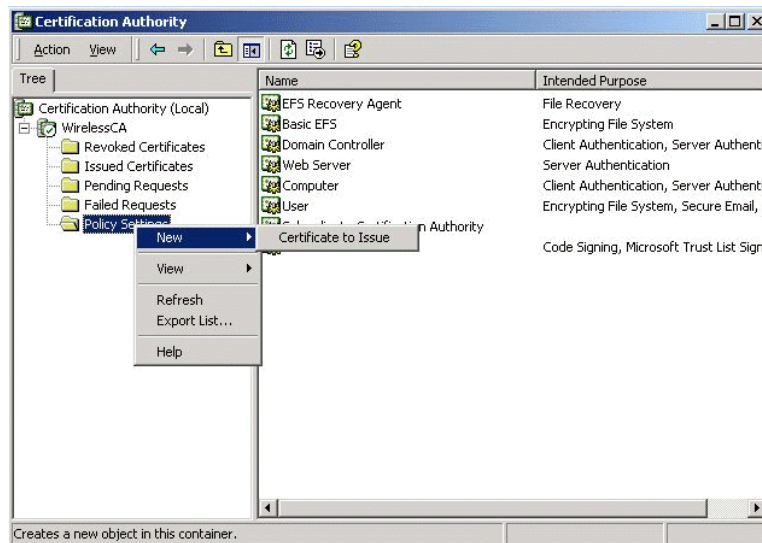 Certification Authority
Action View
Tree
Name Intended Purpose
Certification Authority (Local)
WirelessCA
Revoked Certificates
Issued Certificates
Pending Requests
Failed Requests
Policy Settings
EFS Recovery Agent File Recovery
Basic EFS Encrypting File System
Domain Controller Client Authentication, Server Authent
Web Server Server Authentication
Computer Client Authentication, Server Authent
User Encrypting File System, Secure Email,
Authority
Code Signing, Microsoft Trust List Sign
New
Certificate to Issue
View
Refresh
Export List...
Help
Creates a new object in this container.